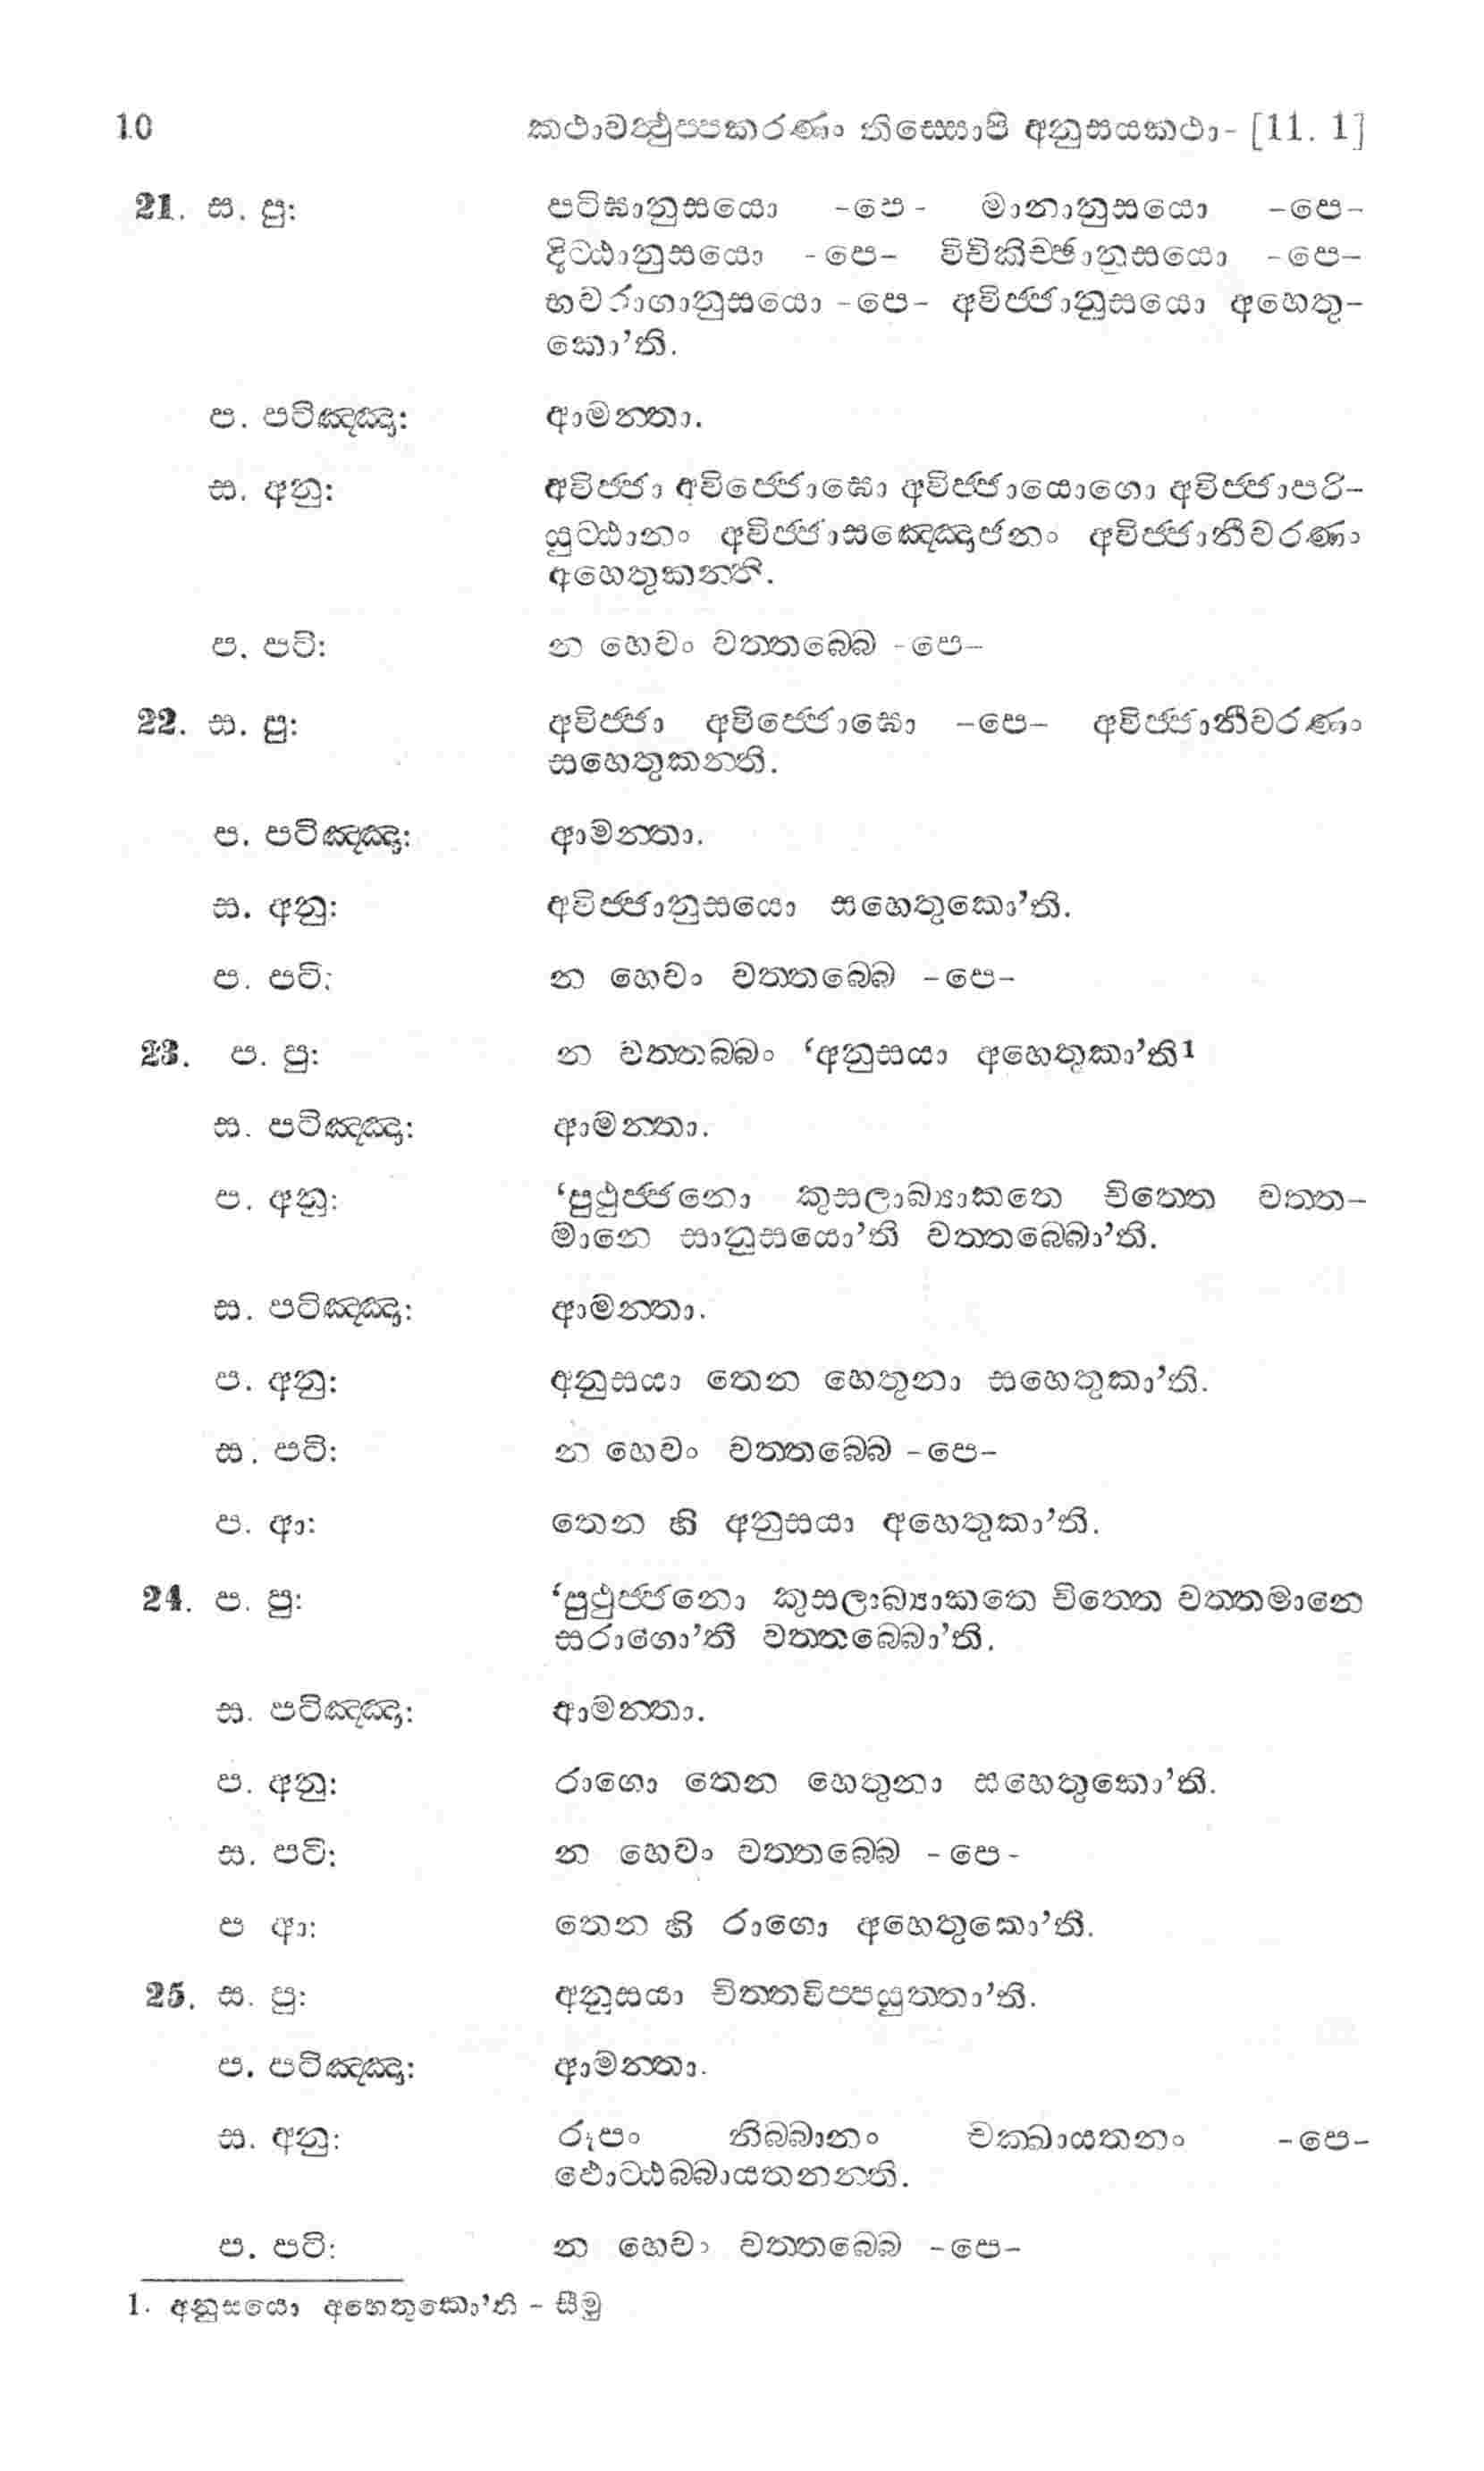 10 කථාවත්ථුප්පකරණං තිස්සොපි අනුසයකථා- [11. 1]
21. ස. පු: පටිඝානුසයො -පෙ- මානානුසයො -පෙ-
දිට්ඨානුසයො -පෙ- විචිකිච්ඡානුසයො -පෙ-
භවරාගානුසයො -පෙ- අවිජ්ජානුසයො අහෙතු-
කො’ති.
ප. පටිඤ්ඤා: ආමන්තා.
ස. අනු: අවිජ්ජා අවිජ්ජොඝො අවිජ්ජායොගො අවිජ්ජාපරි-
යුට්ඨානං අවිජ්ජාසඤ්ඤොජනං අවිජ්ජානීවරණං
අහෙතුකන්ති.
ප. පටි: න හෙවං වත්තබ්බෙ -පෙ-
22. ස. පු: අවිජ්ජා අවිජ්ජොඝො -පෙ- අවිජ්ජානීවරණං
සහෙතුකන්ති.
ප. පටිඤ්ඤා: ආමන්තා.
ස. අනු: අවිජ්ජානුසයො සහෙතුකො’ති.
ප. පටි: න හෙවං වත්තබ්බෙ -පෙ-
23. ප. පු: න වත්තබ්බං ‘අනුසයා අහෙතුකා’ති1
ස. පටිඤ්ඤා: ආමන්තා.
ප. අනු: ‘පුථුජ්ජනො කුසලාබ්‍යාකතෙ චිත්තෙ වත්ත-
මානෙ සානුසයො’ති වත්තබ්බො’ති.
ස. පටිඤ්ඤා: ආමන්තා.
ප. අනු: අනුසයා තෙන හෙතුනා සහෙතුකා’ති.
ස. පටි: න හෙවං වත්තබ්බෙ -පෙ-
ප. ආ: තෙන හි අනුසයා අහෙතුකා’ති.
24. ප. පු: ‘පුථුජ්ජනො කුසලාබ්‍යාකතෙ චිත්තෙ වත්තමානෙ
සරාගො’ති වත්තබ්බො’ති.
ස. පටිඤ්ඤා: ආමන්තා.
ප. අනු: රාගො තෙන හෙතුනා සහෙතුකො’ති.
ස. පටි: න හෙවං වත්තබ්බෙ -පෙ-
ප ආ: තෙන හි රාගො අහෙතුකො’ති.
25. ස. පු: අනුසයා චිත්තවිප්පයුත්තා’ති.
ප. පටිඤ්ඤා: ආමන්තා.
ස. අනු: රූපං නිබ්බානං චක්ඛායතනං -පෙ-
ඵොට්ඨබ්බායතනන්ති.
ප. පටි: න හෙවං වත්තබ්බෙ -පෙ-
1. අනුසයො අහෙතුකො’ති - සීමු